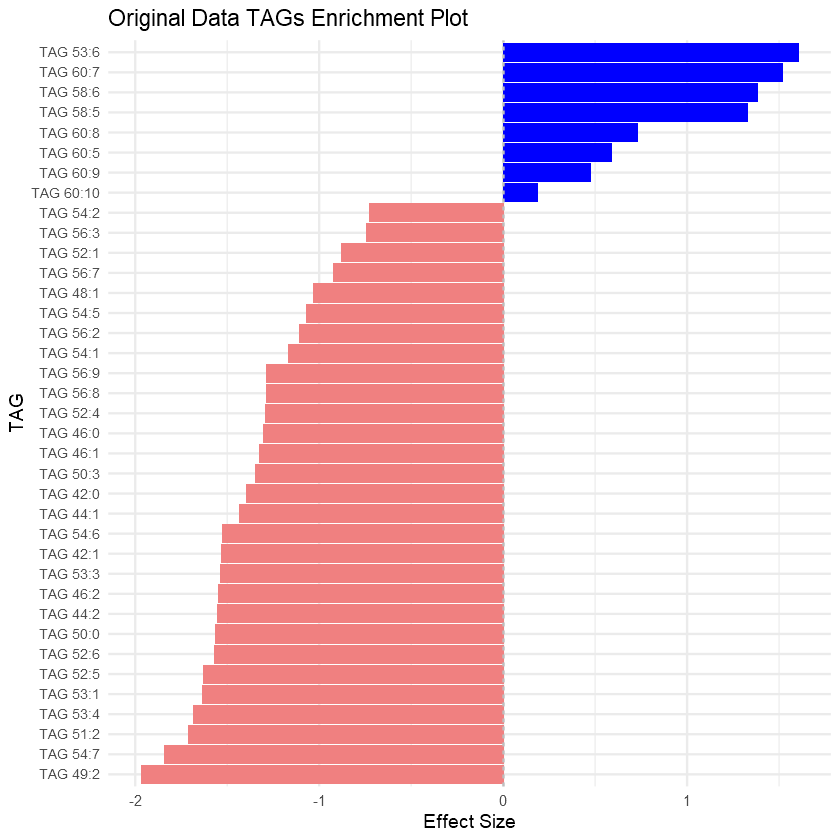 Original Data TAGs Enrichment Plot
TAG 53:6
TAG 60:7
TAG 58:6
TAG 58:5
TAG 60:8
TAG 60:5
TAG 60:9
TAG 60:10
TAG 54:2
TAG 56:3
TAG 52:1
TAG 56:7
TAG 48:1
TAG 54:5
TAG 56:2
TAG 54:1
TAG 56:9
TAG 56:8
TAG 52:4
TAG 46:0
TAG 46:1
TAG 50:3
TAG 42:0
TAG 44:1
TAG 54:6
TAG 42:1
TAG 53:3
TAG 46:2
TAG 44:2
TAG 50:0
TAG 52:6
TAG 52:5
TAG 53:1
TAG 53:4
TAG 51:2
TAG 54:7
TAG 49:2
TAG
-2 -1 0 1
Effect Size